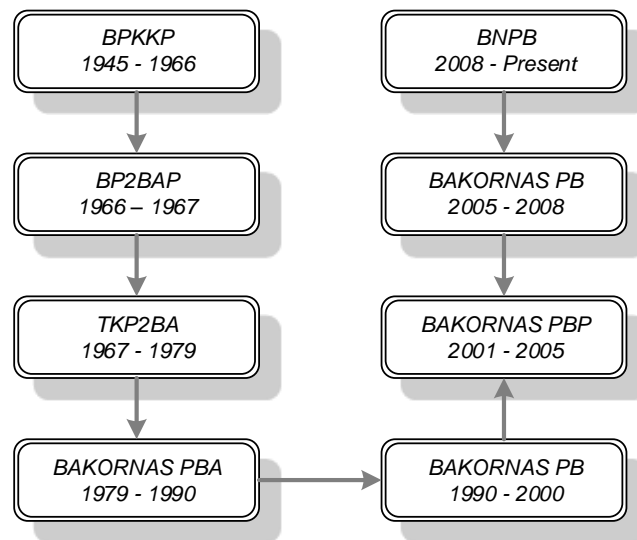 BPKKP
1945 - 1966
BP2BAP
1966 – 1967
TKP2BA
1967 - 1979
BAKORNAS PBA
1979 - 1990
BNPB
2008 - Present
BAKORNAS PB
2005 - 2008
BAKORNAS PBP
2001 - 2005
BAKORNAS PB
1990 - 2000